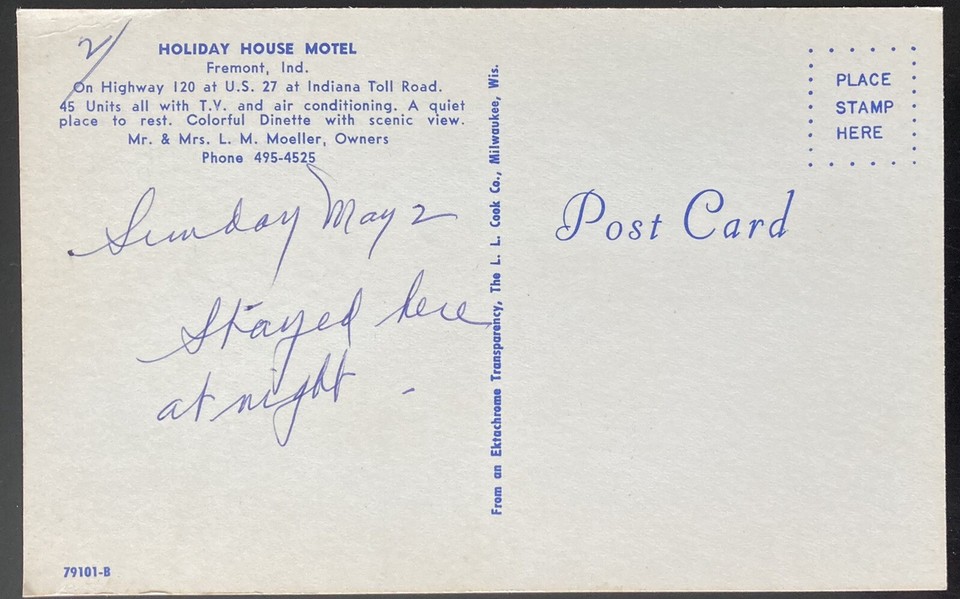 2/
HOLIDAY HOUSE MOTEL
Fremont, Ind.
On Highway 120 at U.S. 27 at Indiana Toll Road.
45 Units all with T.V. and air conditioning. A quiet
place to rest. Colorful Dinette with scenic view.
Mr. & Mrs. L. M. Moeller, Owners
Phone 495-4525
Sunday May 2
Stayed here
at night -
79101-B
From an Ektachrome Transparency, The L. L. Cook Co., Milwaukee, Wis.
PLACE
STAMP
HERE
Post Card